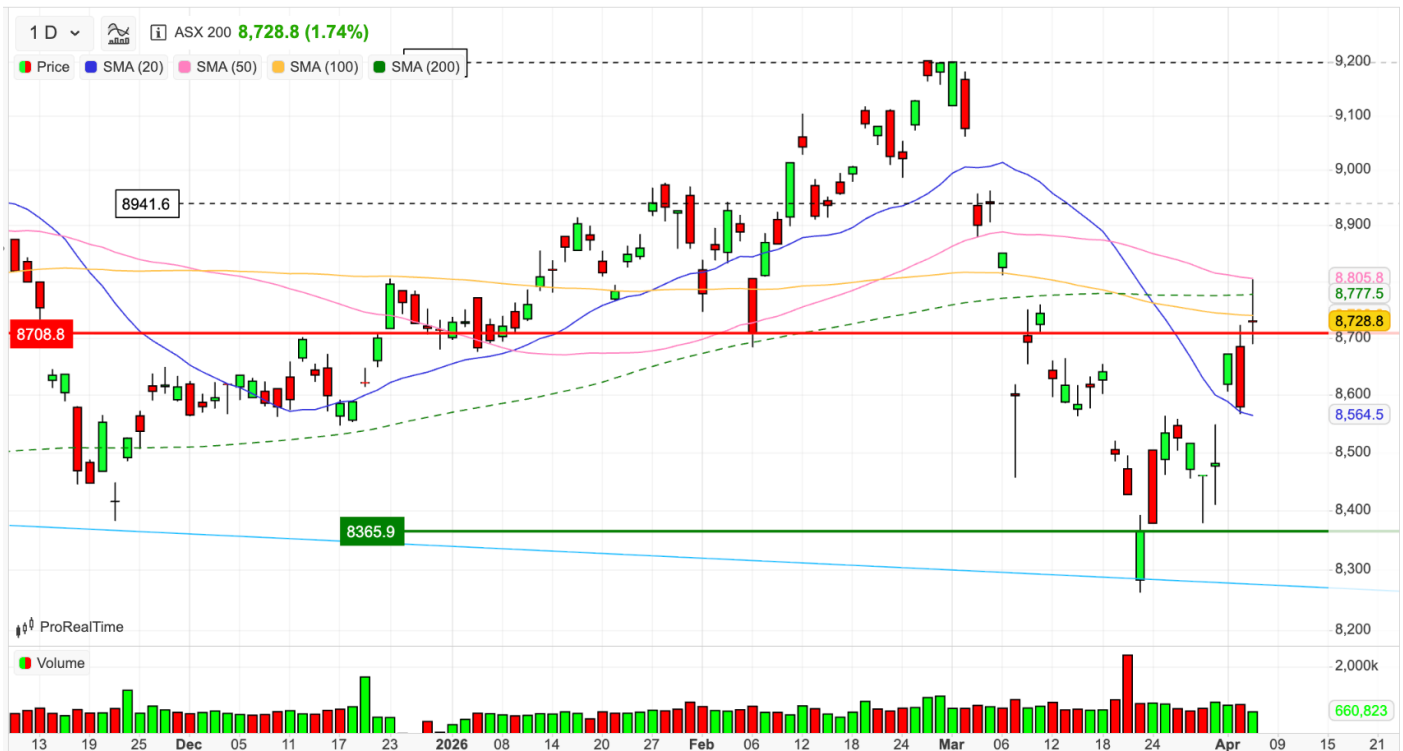 1 D
ASX 200 8,728.8 (1.74%)
Price SMA (20) SMA (50) SMA (100) SMA (200)
9,200
9,100
9,000
8941.6
8,900
8,805.8
8,777.5
8,728.8
8708.8
8,700
8,600
8,564.5
8,500
8,400
8365.9
8,300
8,200
ProRealTime
Volume
2,000k
660,823
13 19 25 Dec 05 11 17 23 2026 08 14 20 27 Feb 06 12 18 24 Mar 06 12 18 24 Apr 09 15 21